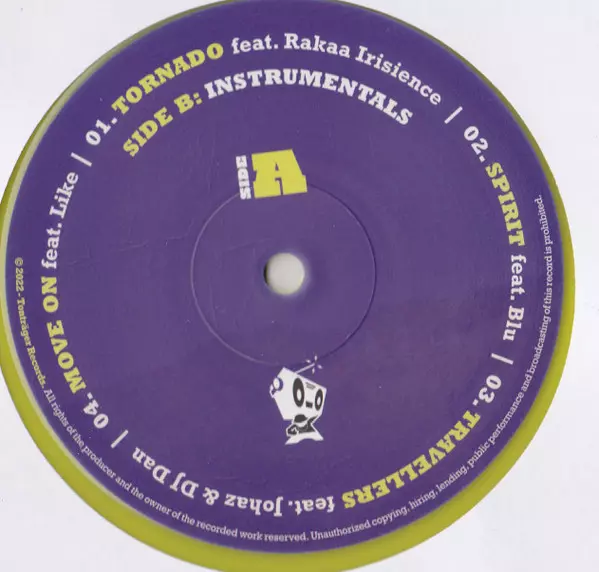 01. TORNADO feat. Rakaa Irisience | 02. SPIRIT feat. Blu | 03. TRAVELLERS feat. Johaz & DJ Dan | 04. MOVE ON feat. Like |
SIDE B: INSTRUMENTALS
SIDE A
© 2022 - Tonträger Records. All rights of the producer and the owner of the recorded work reserved. Unauthorized copying, hiring, lending, public performance and broadcasting of this record is prohibited.